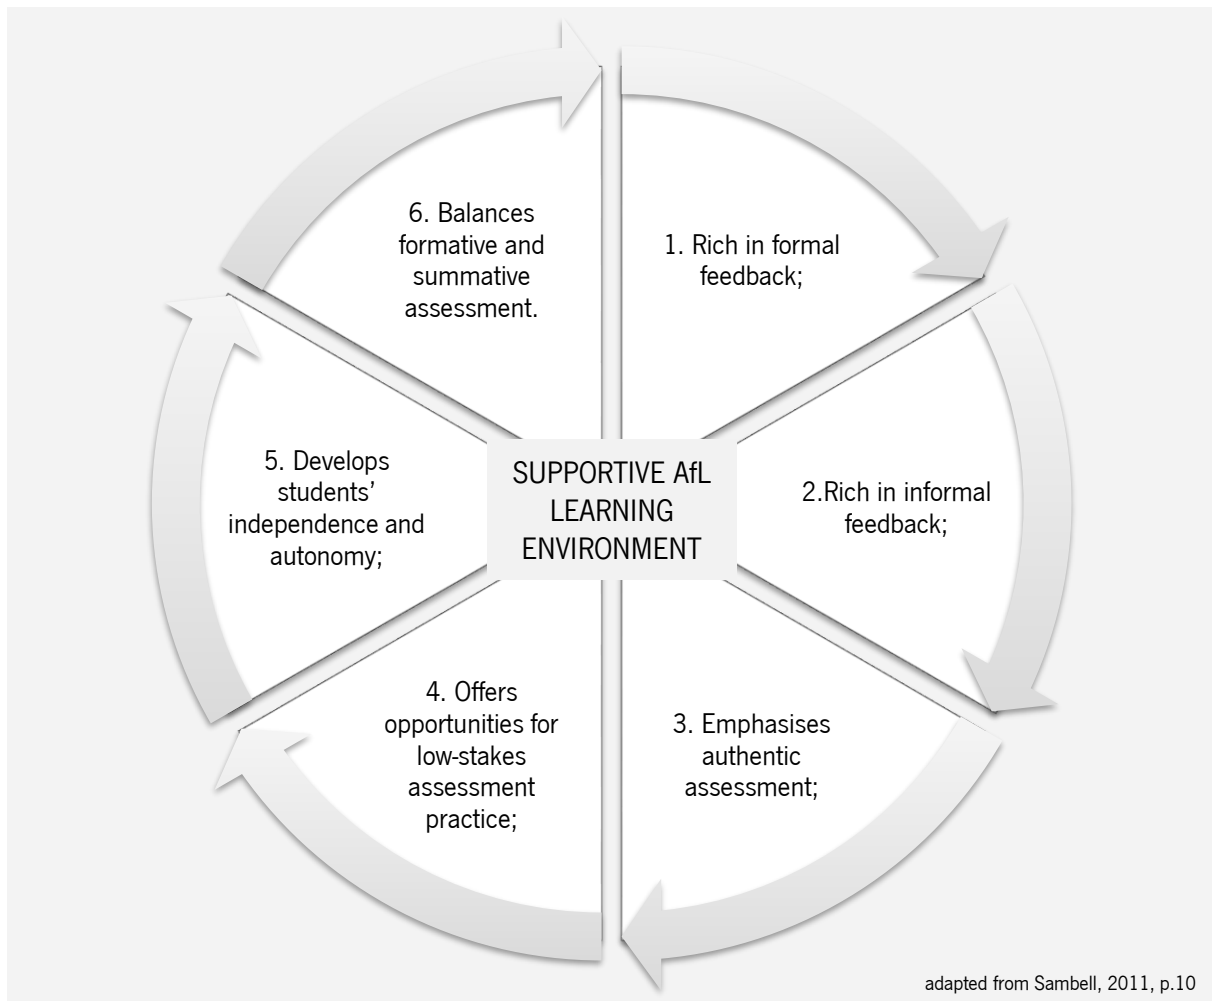 1. Rich in formal
feedback;
2.Rich in informal
feedback;
3. Emphasises
authentic
assessment;
4. Offers
opportunities for
low-stakes
assessment
practice;
5. Develops
students’
independence and
autonomy;
6. Balances
formative and
summative
assessment.
SUPPORTIVE AfL
LEARNING
ENVIRONMENT
adapted from Sambell, 2011, p.10